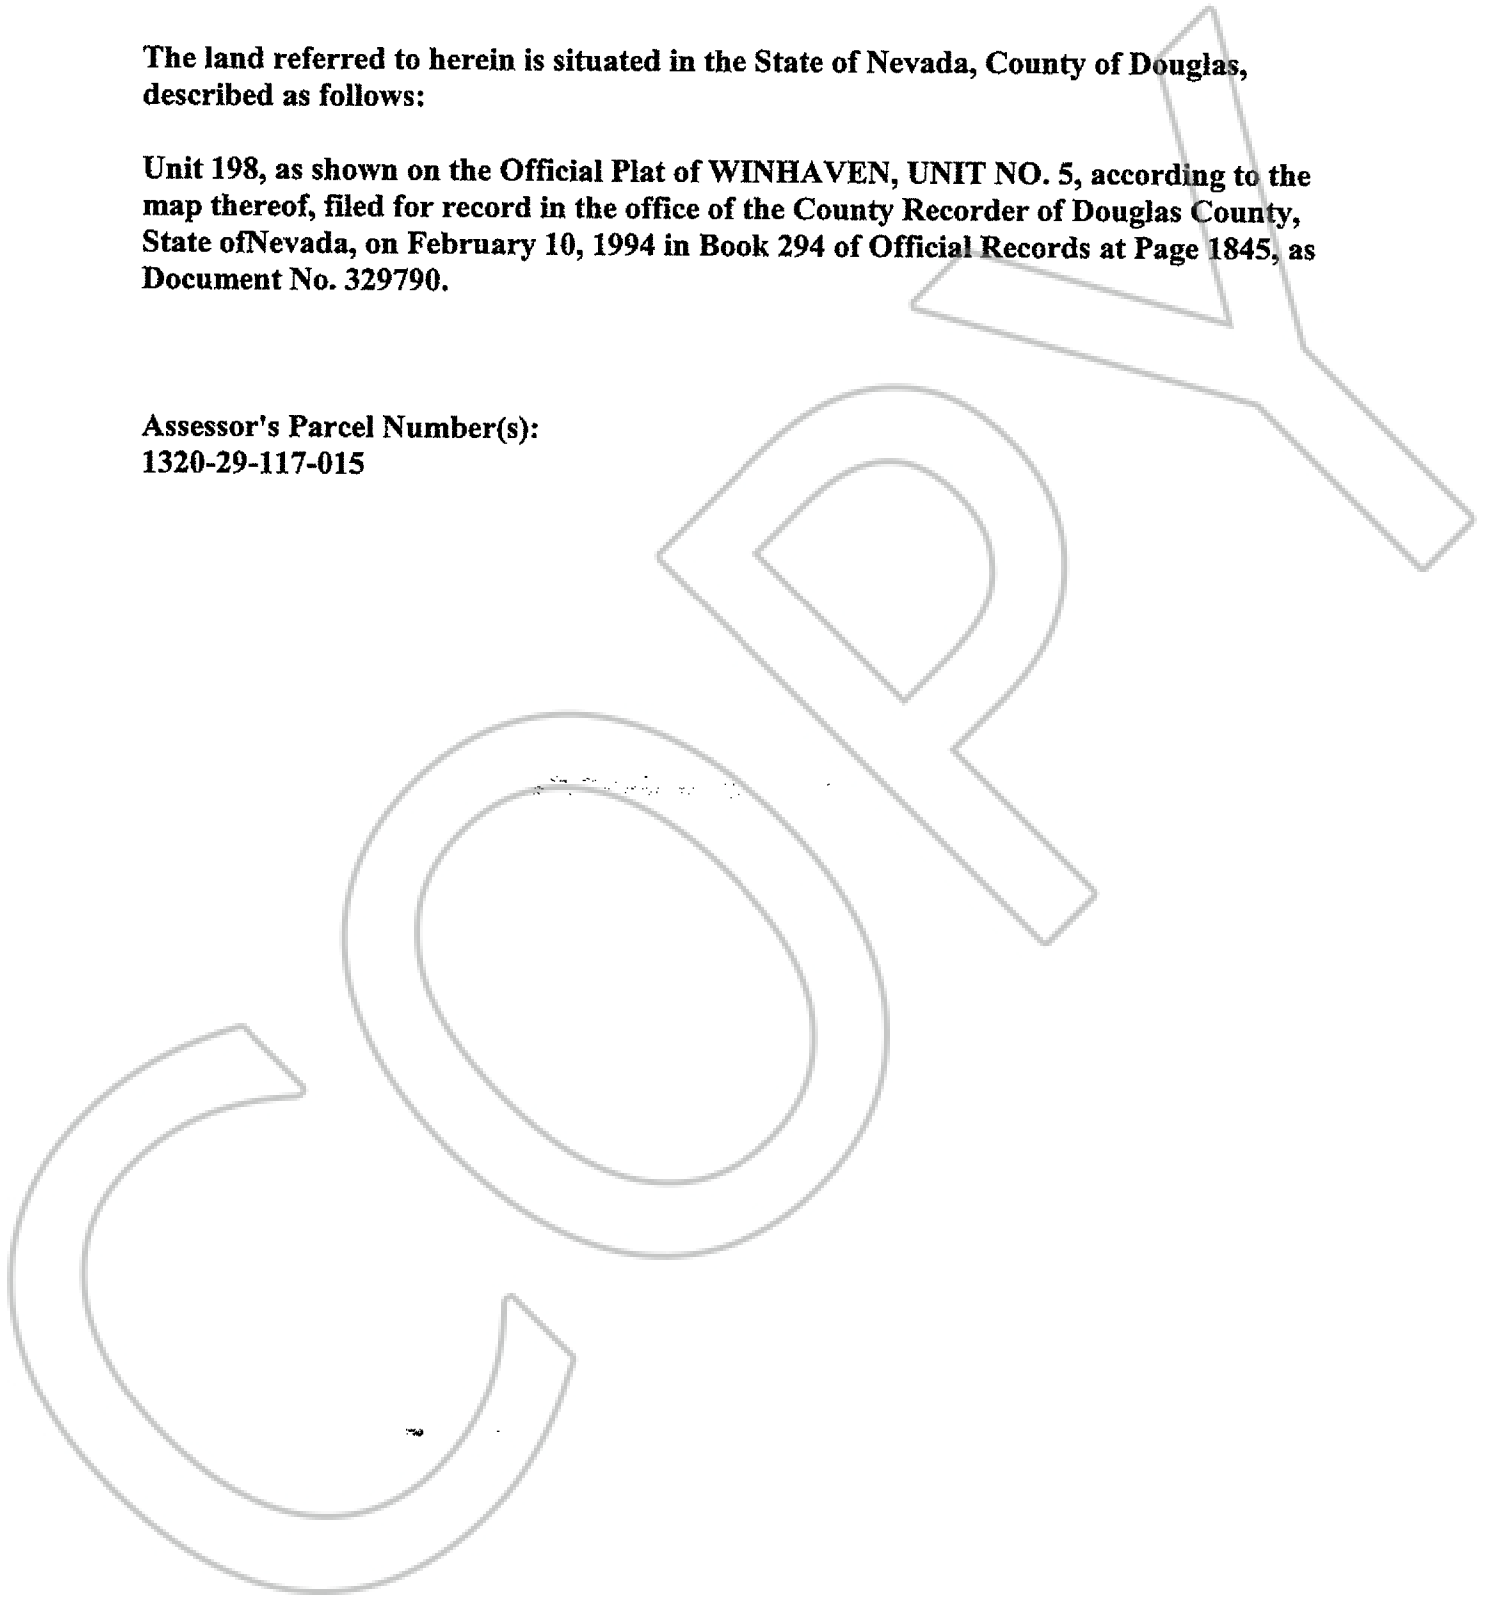 The land referred to herein is situated in the State of Nevada, County of Douglas,
described as follows:
Unit 198, as shown on the Official Plat of WINHAVEN, UNIT NO. 5, according to the
map thereof, filed for record in the office of the County Recorder of Douglas County,
State ofNevada, on February 10, 1994 in Book 294 of Official Records at Page 1845, as
Document No. 329790.
Assessor's Parcel Number(s):
1320-29-117-015
COPY